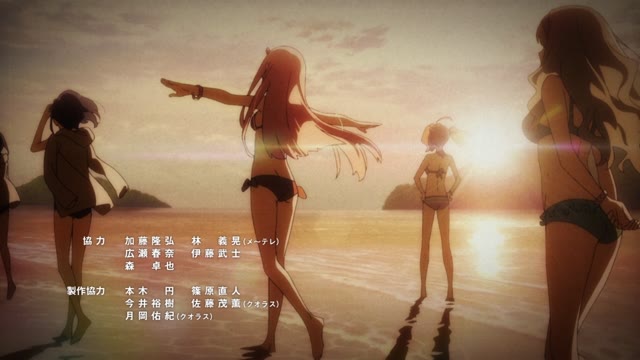 協力 加藤隆弘 林 義晃(メ~テレ)
広瀬春奈 伊藤武士
森 卓也
製作協力 本木 円 篠原直人
今井裕樹 佐藤茂薫(クオラス)
月岡佑紀(クオラス)